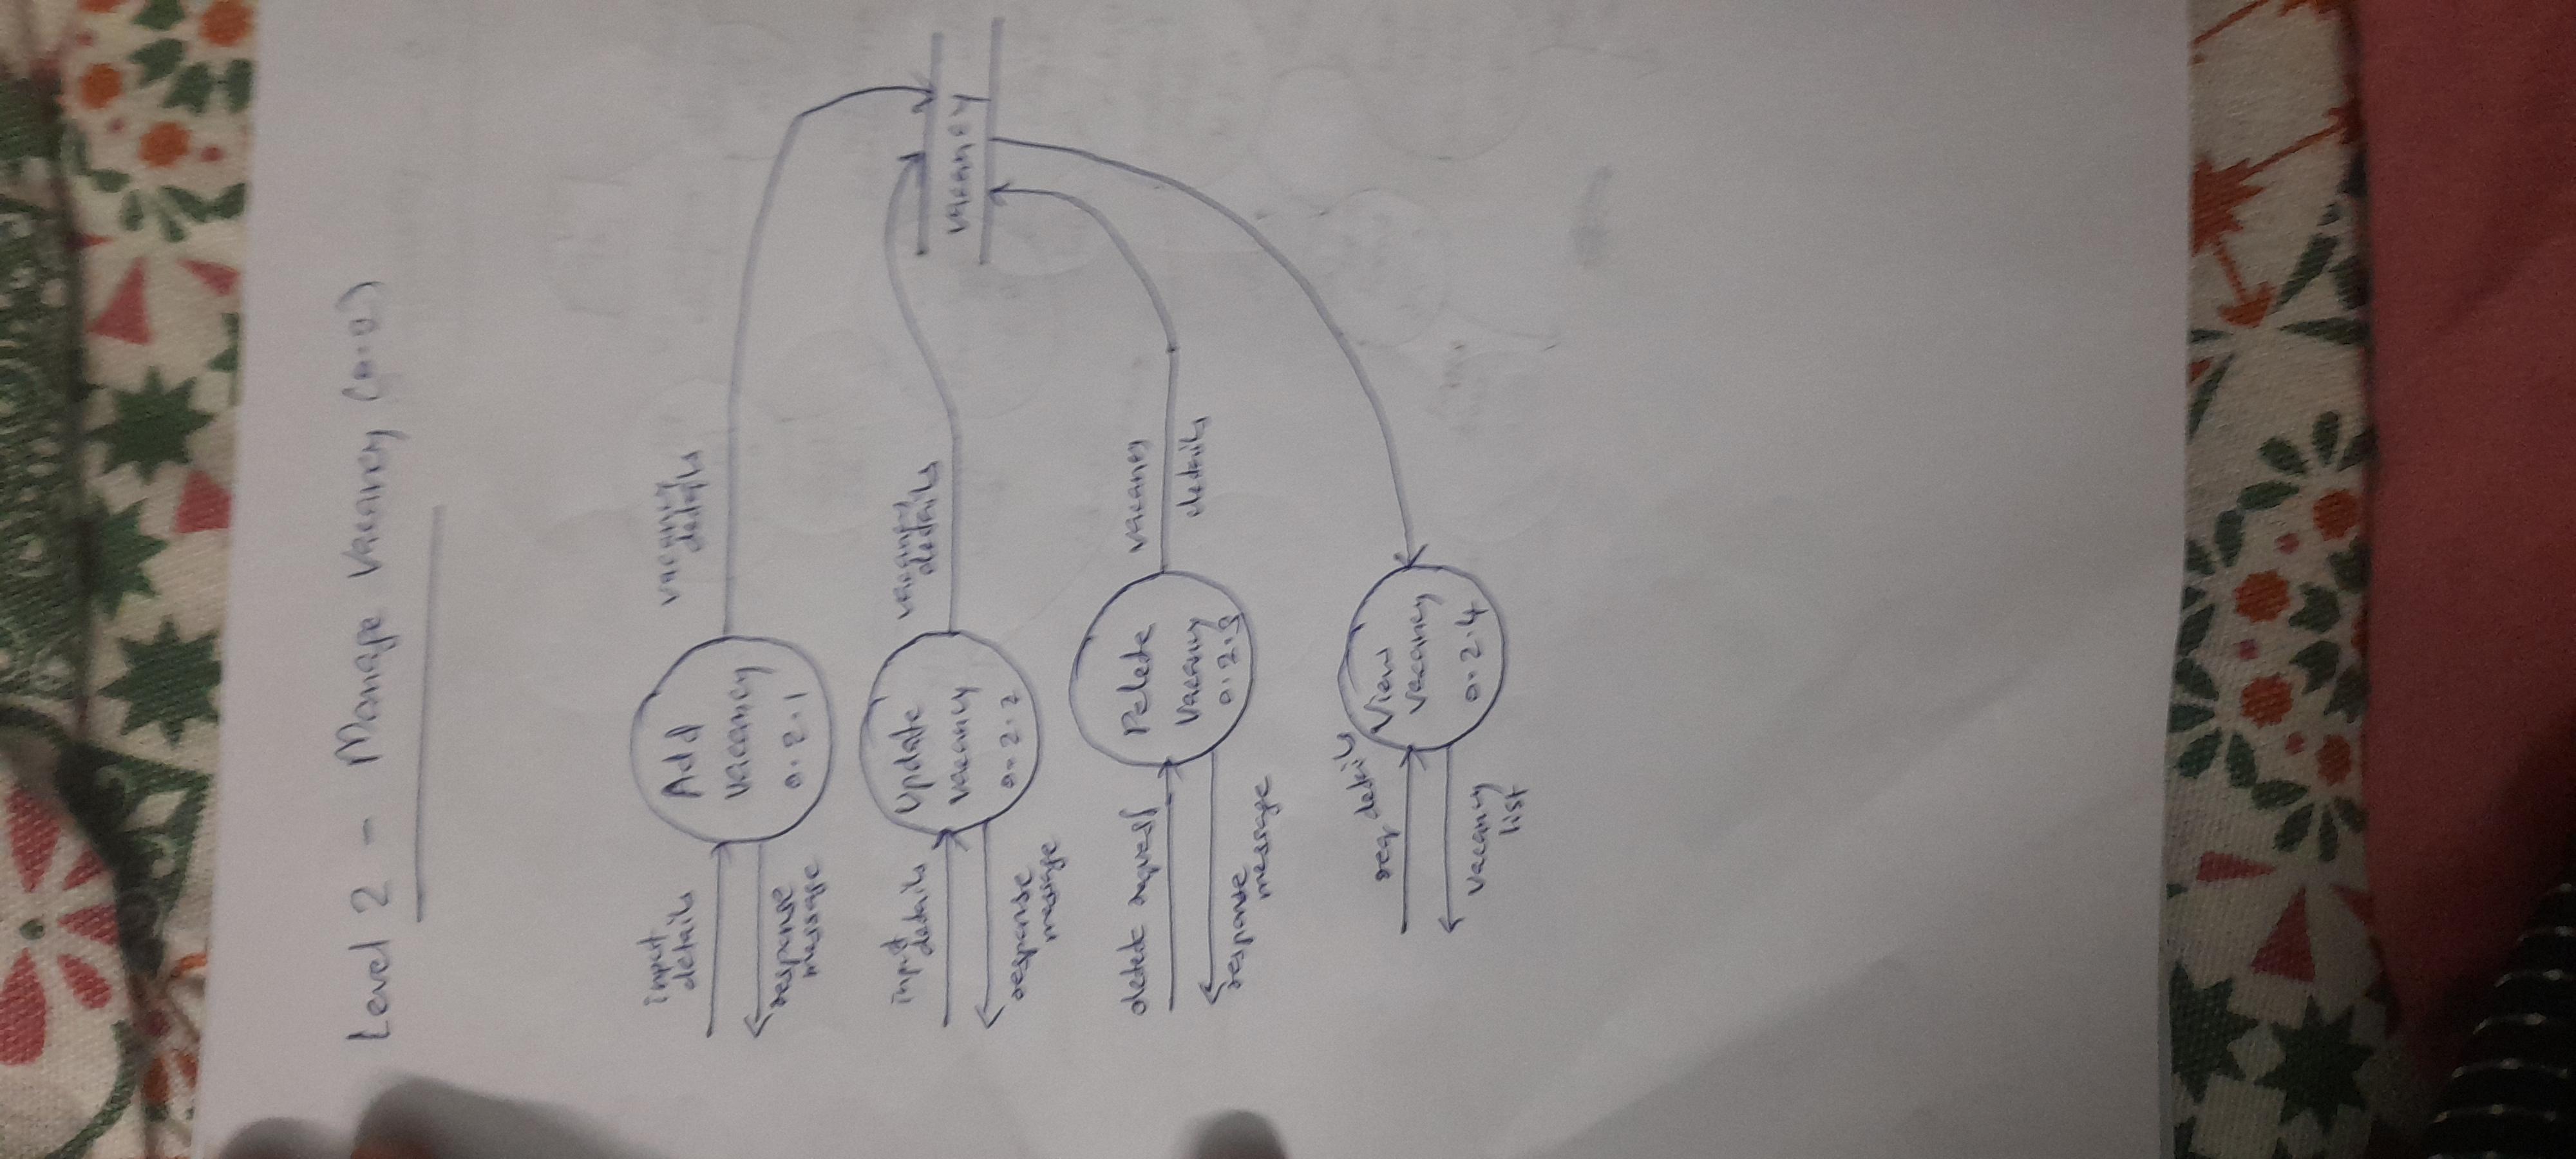 Level 2 - Manage Vacancy (0.2)
input
details
response
message
Add
vacancy
0.2.1
vacancy
details
input
details
response
message
Update
vacancy
0.2.2
vacancy
details
vacancy
delete request
response
message
Delete
Vacancy
0.2.3
vacancy
details
req details
vacancy
list
View
vacancy
0.2.4